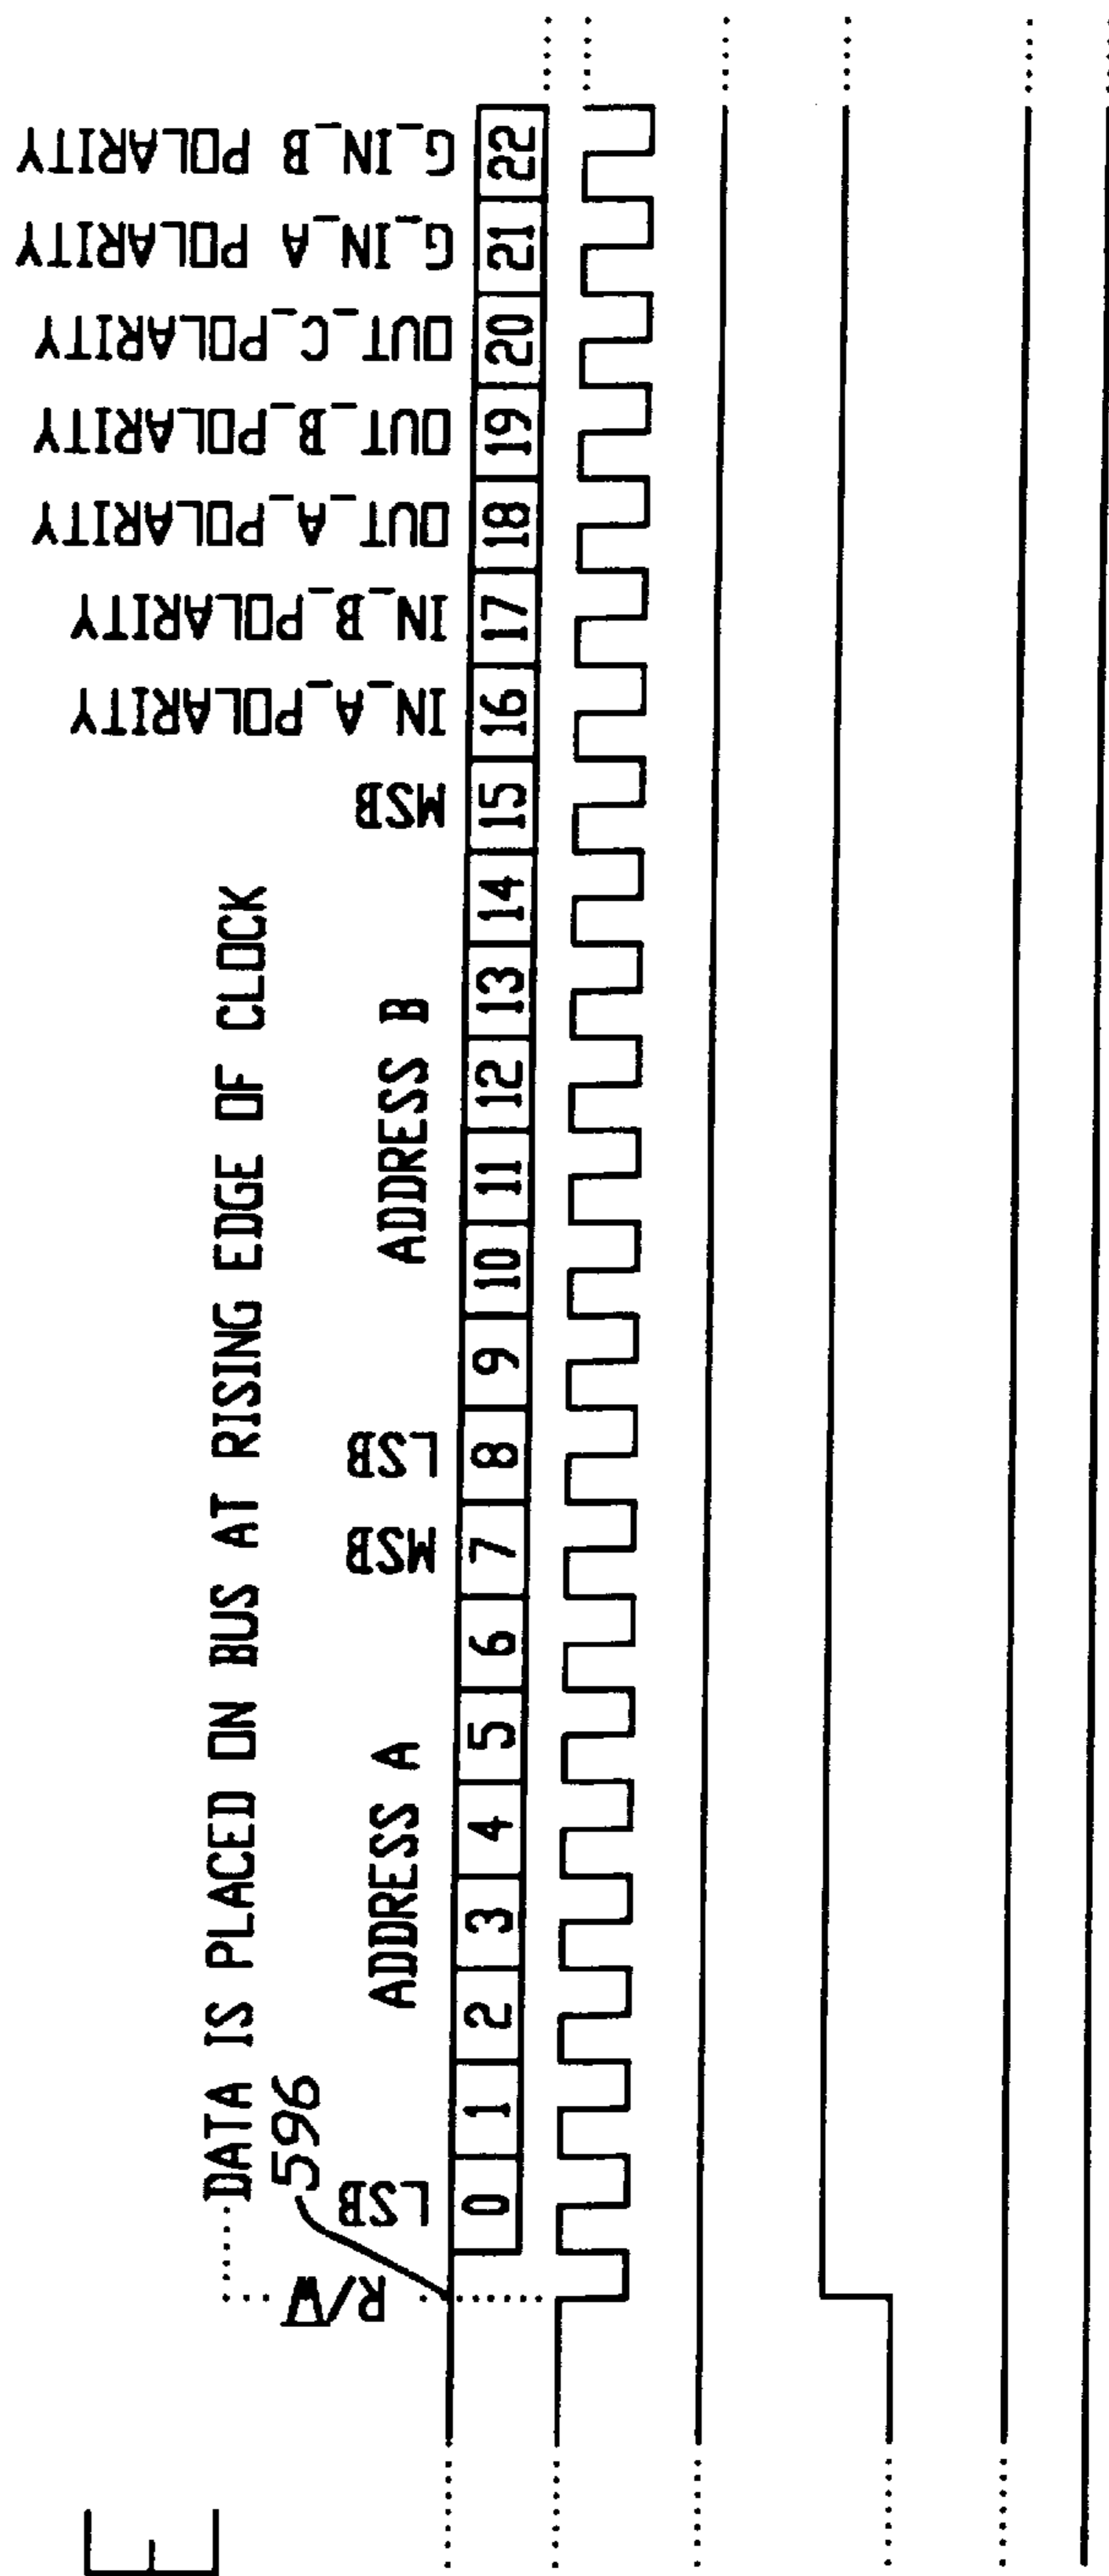 DATA IS PLACED ON BUS AT RISING EDGE OF CLOCK
596
R/W
LSB
ADDRESS A
MSB
LSB
ADDRESS B
MSB
IN_A_POLARITY
IN_B_POLARITY
OUT_A_POLARITY
OUT_B_POLARITY
OUT_C_POLARITY
G_IN_A POLARITY
G_IN_B POLARITY
0 1 2 3 4 5 6 7 8 9 10 11 12 13 14 15 16 17 18 19 20 21 22
E